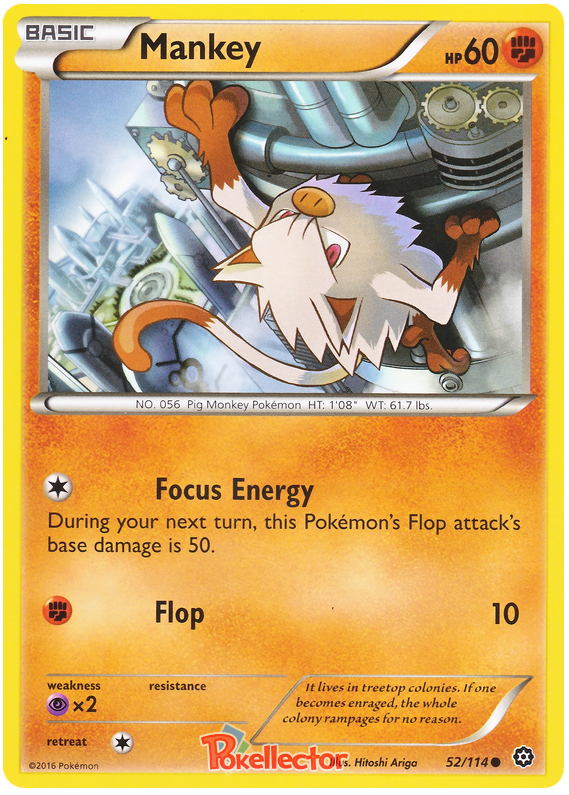 BASIC
Mankey
HP60
NO. 056 Pig Monkey Pokémon HT: 1'08" WT: 61.7 lbs.
Focus Energy
During your next turn, this Pokémon's Flop attack's
base damage is 50.
Flop 10
weakness resistance
×2
It lives in treetop colonies. If one
becomes enraged, the whole
colony rampages for no reason.
retreat
Pokellector
©2016 Pokémon
Illus. Hitoshi Ariga
52/114